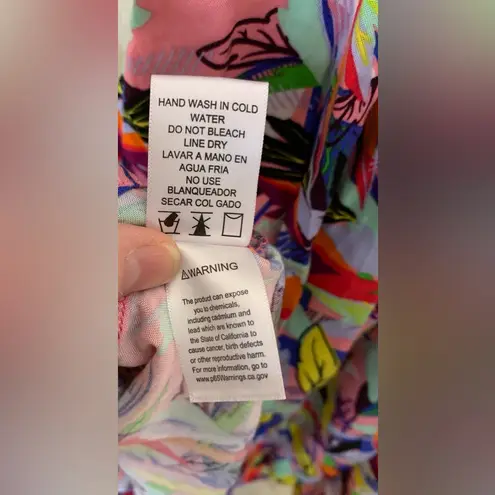 HAND WASH IN COLD
WATER
DO NOT BLEACH
LINE DRY
LAVAR A MANO EN
AGUA FRIA
NO USE
BLANQUEADOR
SECAR COL GADO
⚠WARNING
The product can expose
you to chemicals,
including cadmium and
lead which are known to
the State of California to
cause cancer, birth defects
or other reproductive harm.
For more information, go to
www.p65Warnings.ca.gov